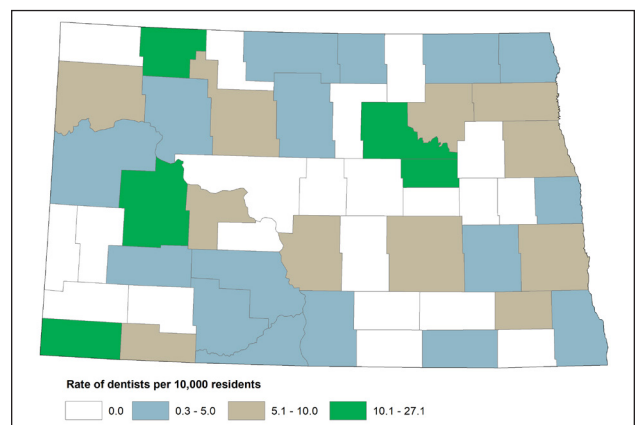 Rate of dentists per 10,000 residents
0.0 0.3 - 5.0 5.1 - 10.0 10.1 - 27.1